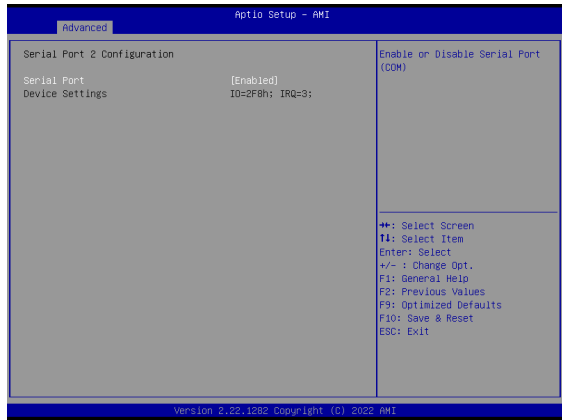 Aptio Setup - AMI
Advanced
Serial Port 2 Configuration
Serial Port [Enabled]
Device Settings IO=2F8h; IRQ=3;
Enable or Disable Serial Port
(COM)
→←: Select Screen
↑↓: Select Item
Enter: Select
+/- : Change Opt.
F1: General Help
F2: Previous Values
F9: Optimized Defaults
F10: Save & Reset
ESC: Exit
Version 2.22.1282 Copyright (C) 2022 AMI